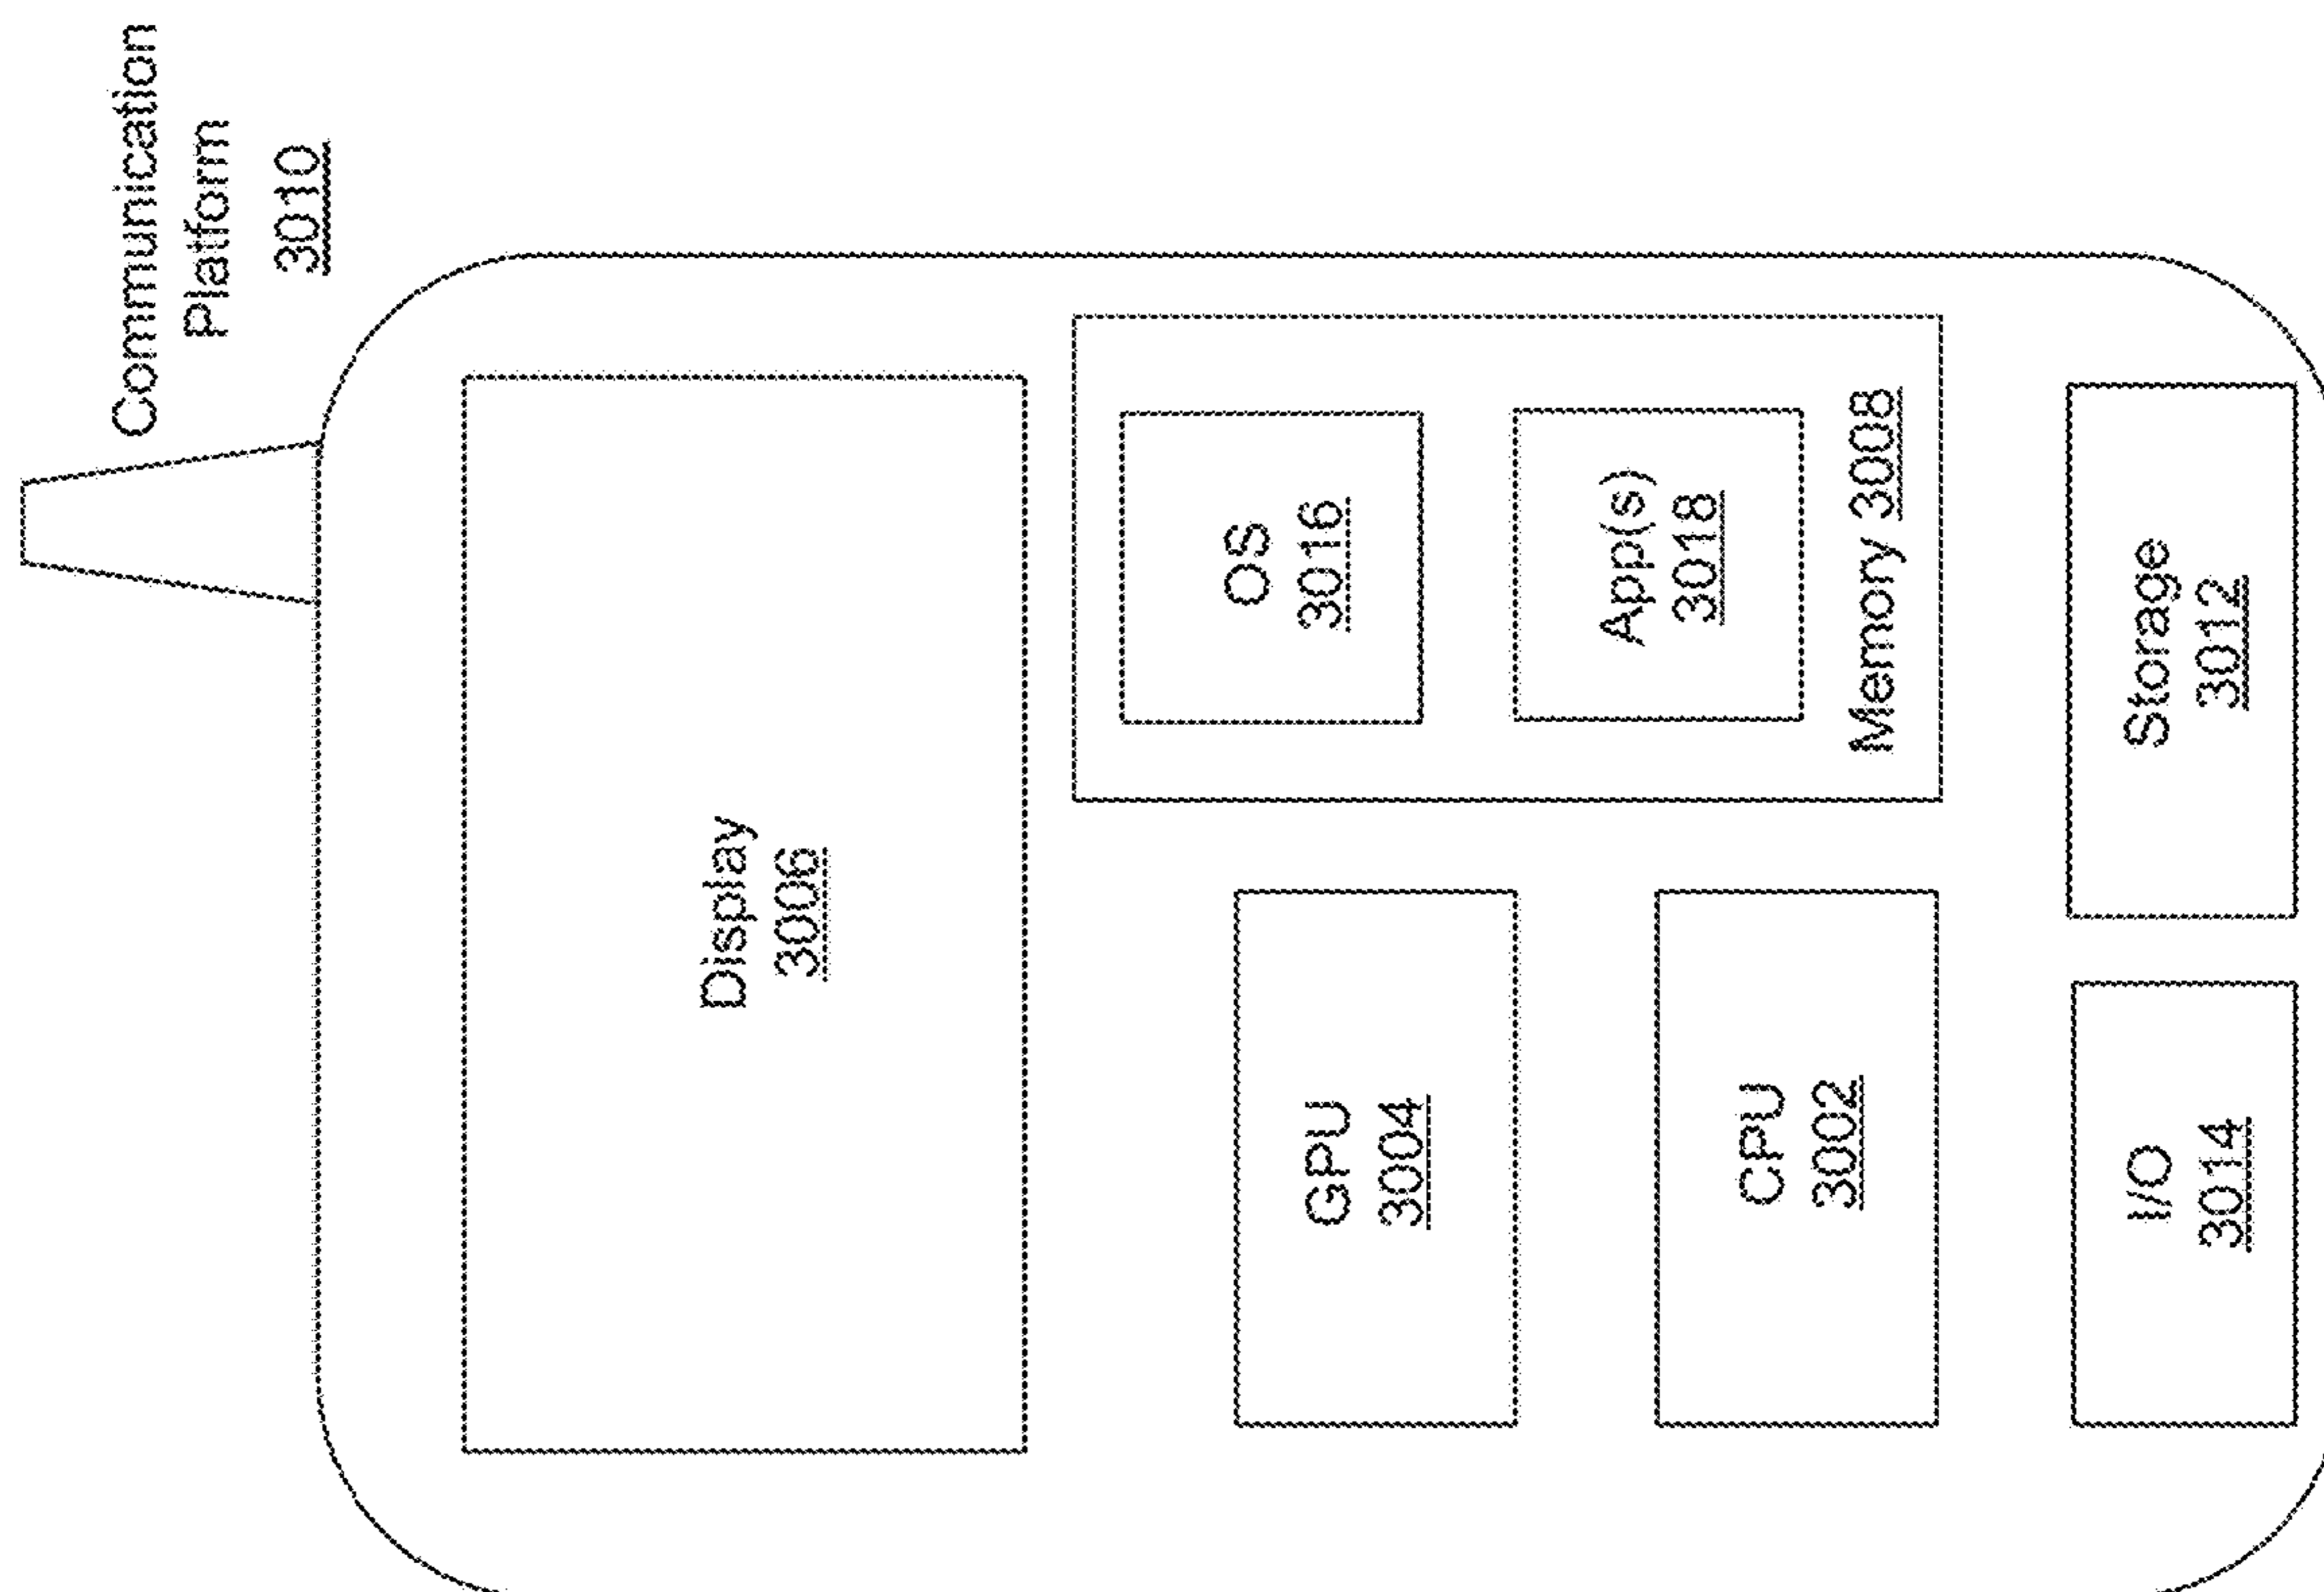 Communication
Platform
3010
Display
3006
OS
3016
App(s)
3018
Memory 3008
GPU
3004
CPU
3002
Storage
3012
I/O
3014